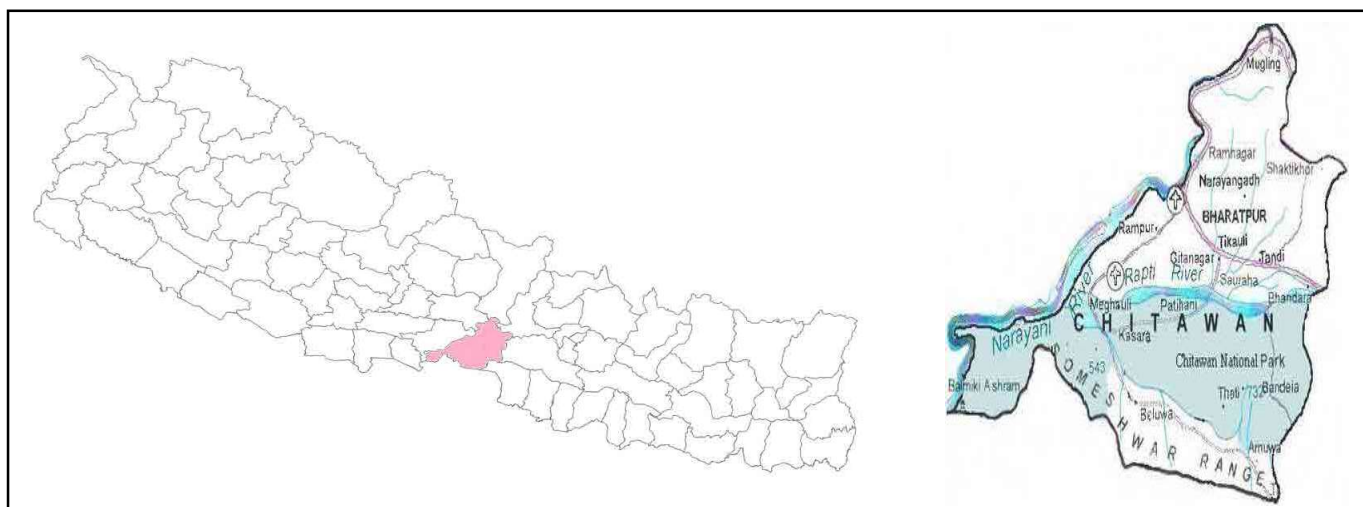 Mugling
Ramnagar
Shaktikhor
Narayangadh
BHARATPUR
Rampur
Tikauli
Gitanagar
Tandi
Rapti River
Sauraha
River
Meghauli
Patihani
Bhandara
CHITAWAN
Narayani
Kasara
Chitawan National Park
543
Balmiki Ashram
732
Bandeia
Beluwa
Amuwa
SOMESHWAR RANGE